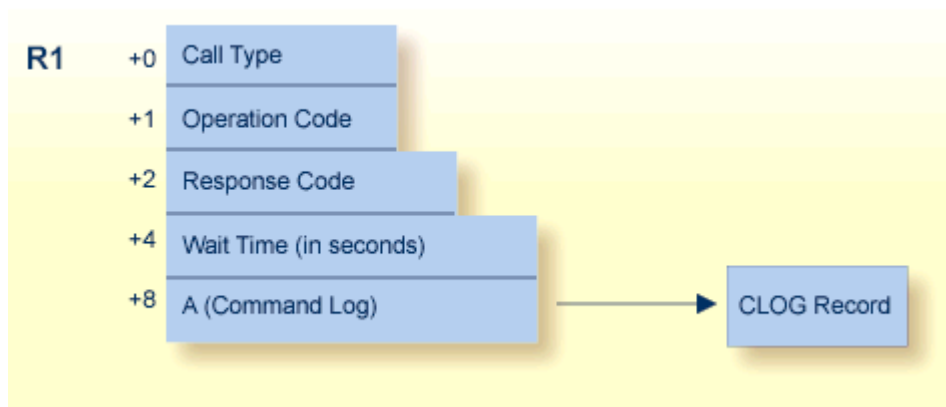 R1 +0 Call Type
+1 Operation Code
+2 Response Code
+4 Wait Time (in seconds)
+8 A (Command Log) CLOG Record